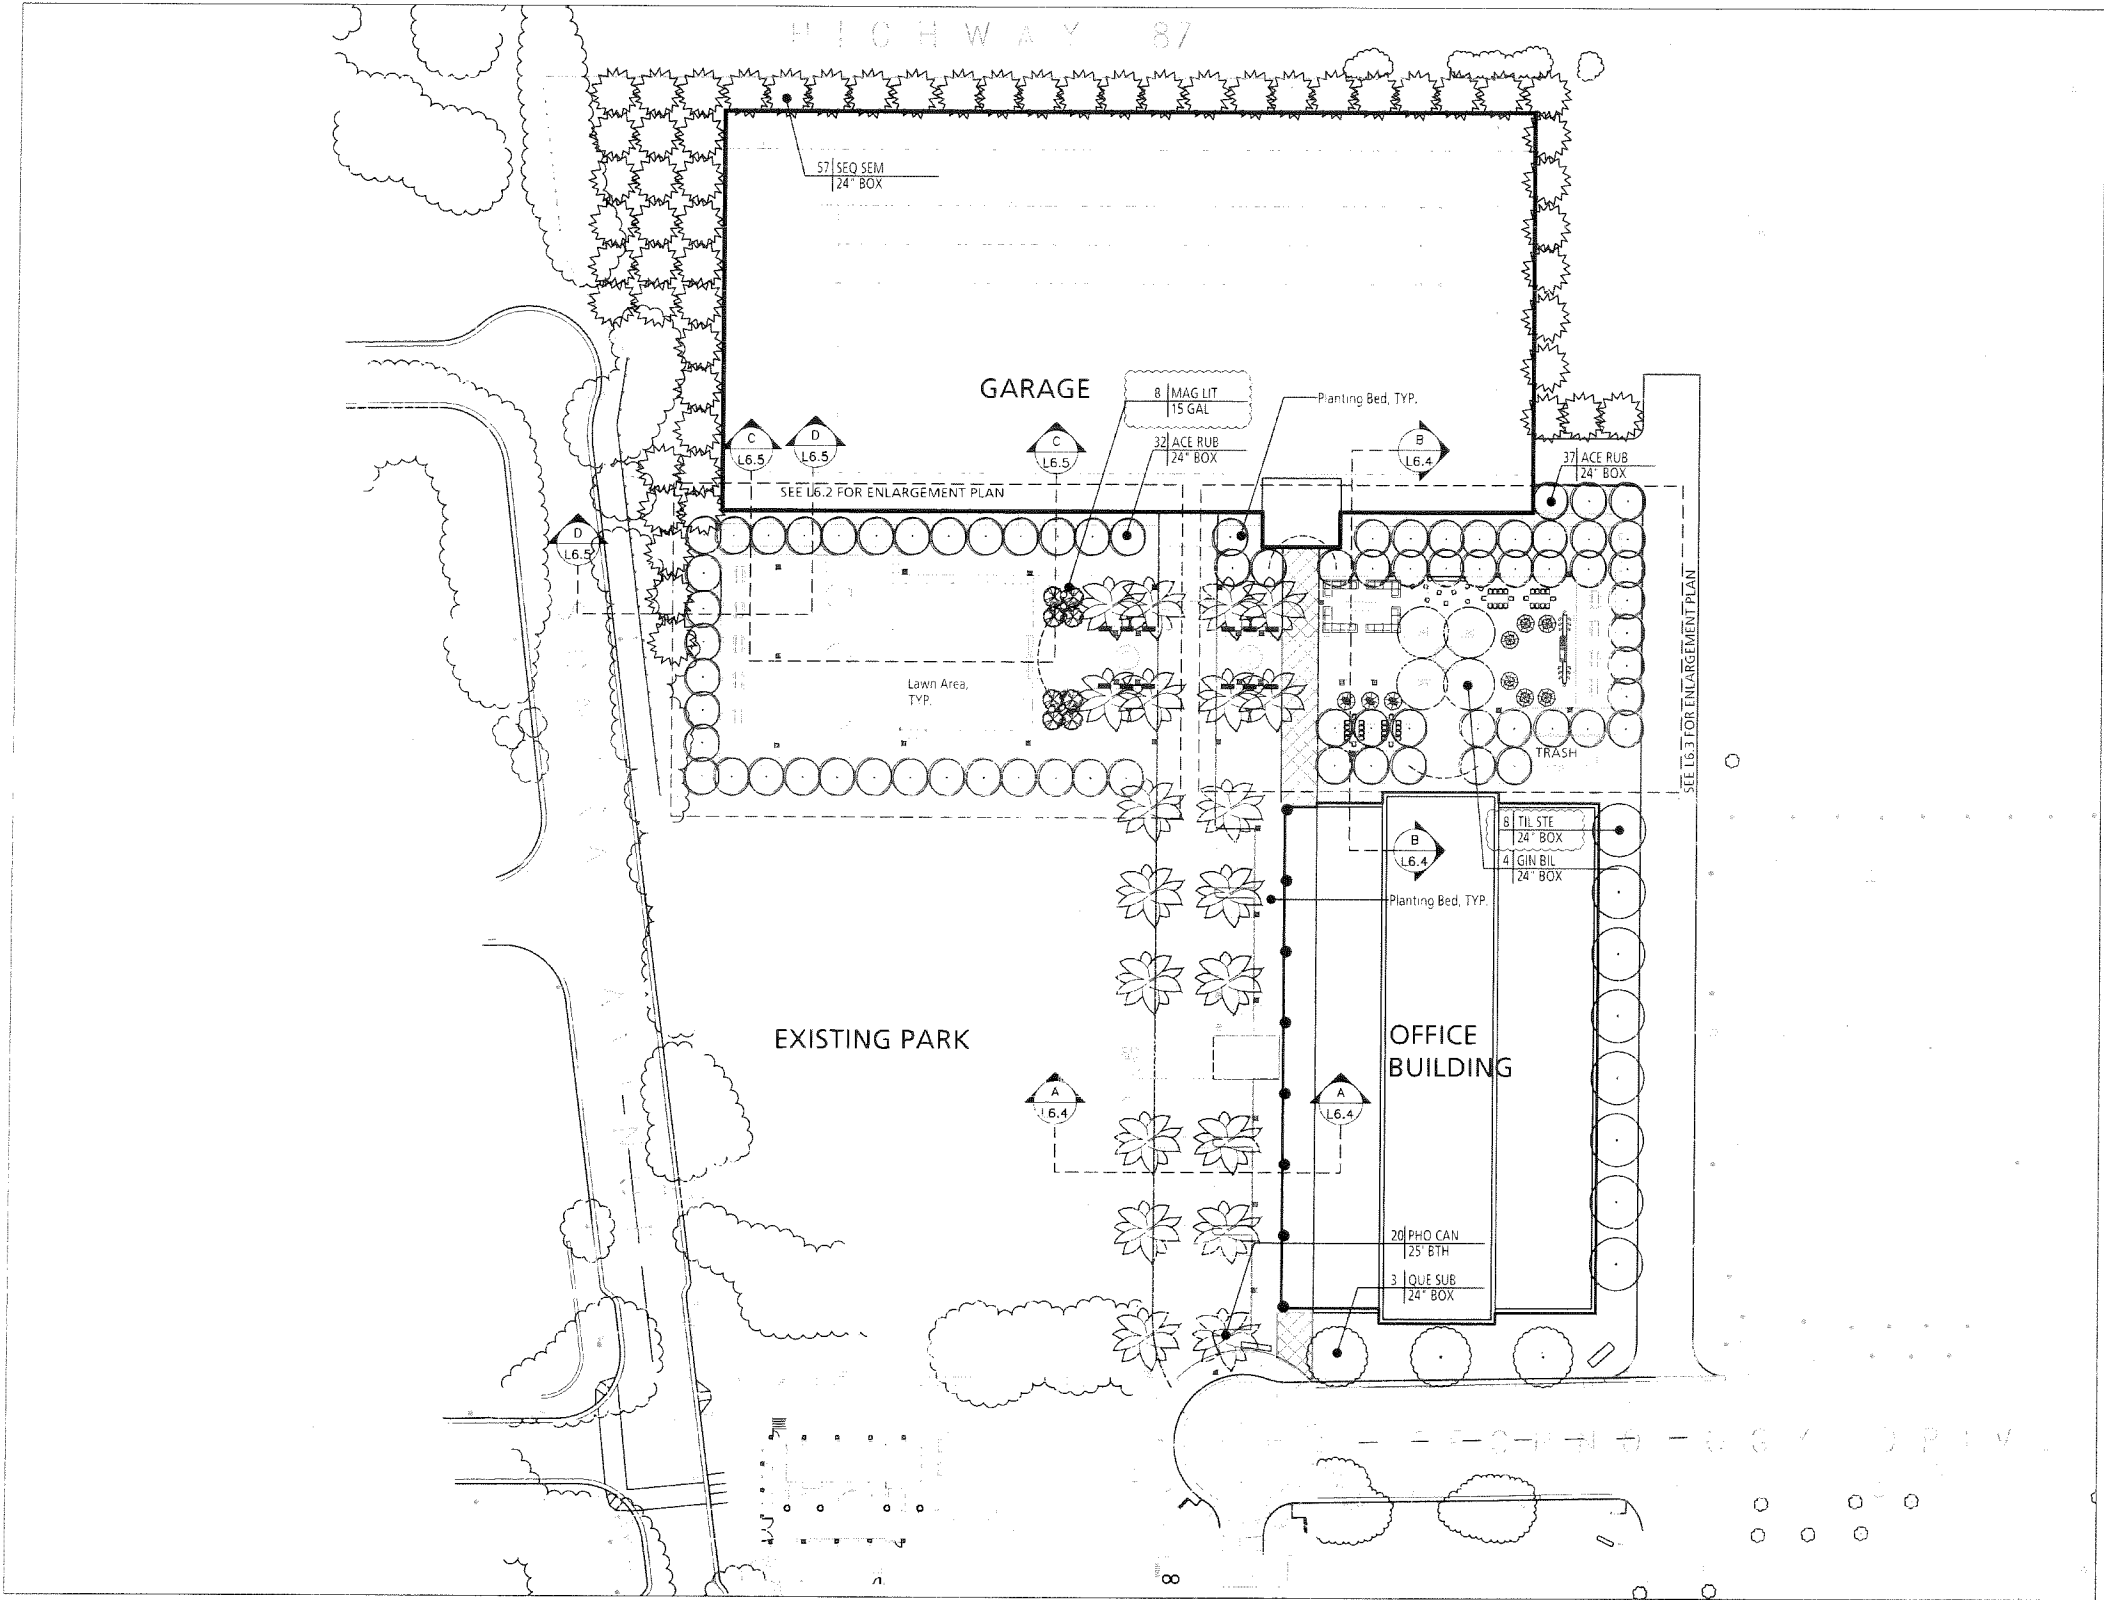 HIGHWAY 87
57 SEQ SEM
24" BOX
GARAGE
8 MAG LIT
15 GAL
Planting Bed, TYP.
32 ACE RUB
24" BOX
C
L6.5
D
L6.5
C
L6.5
B
L6.4
37 ACE RUB
24" BOX
SEE L6.2 FOR ENLARGEMENT PLAN
D
L6.5
SEE L6.3 FOR ENLARGEMENT PLAN
Lawn Area,
TYP.
TRASH
8 TIL STE
24" BOX
B
L6.4
4 GIN BIL
24" BOX
Planting Bed, TYP.
EXISTING PARK
OFFICE
BUILDING
A
L6.4
A
L6.4
20 PHO CAN
25' BTH
3 QUE SUB
24" BOX